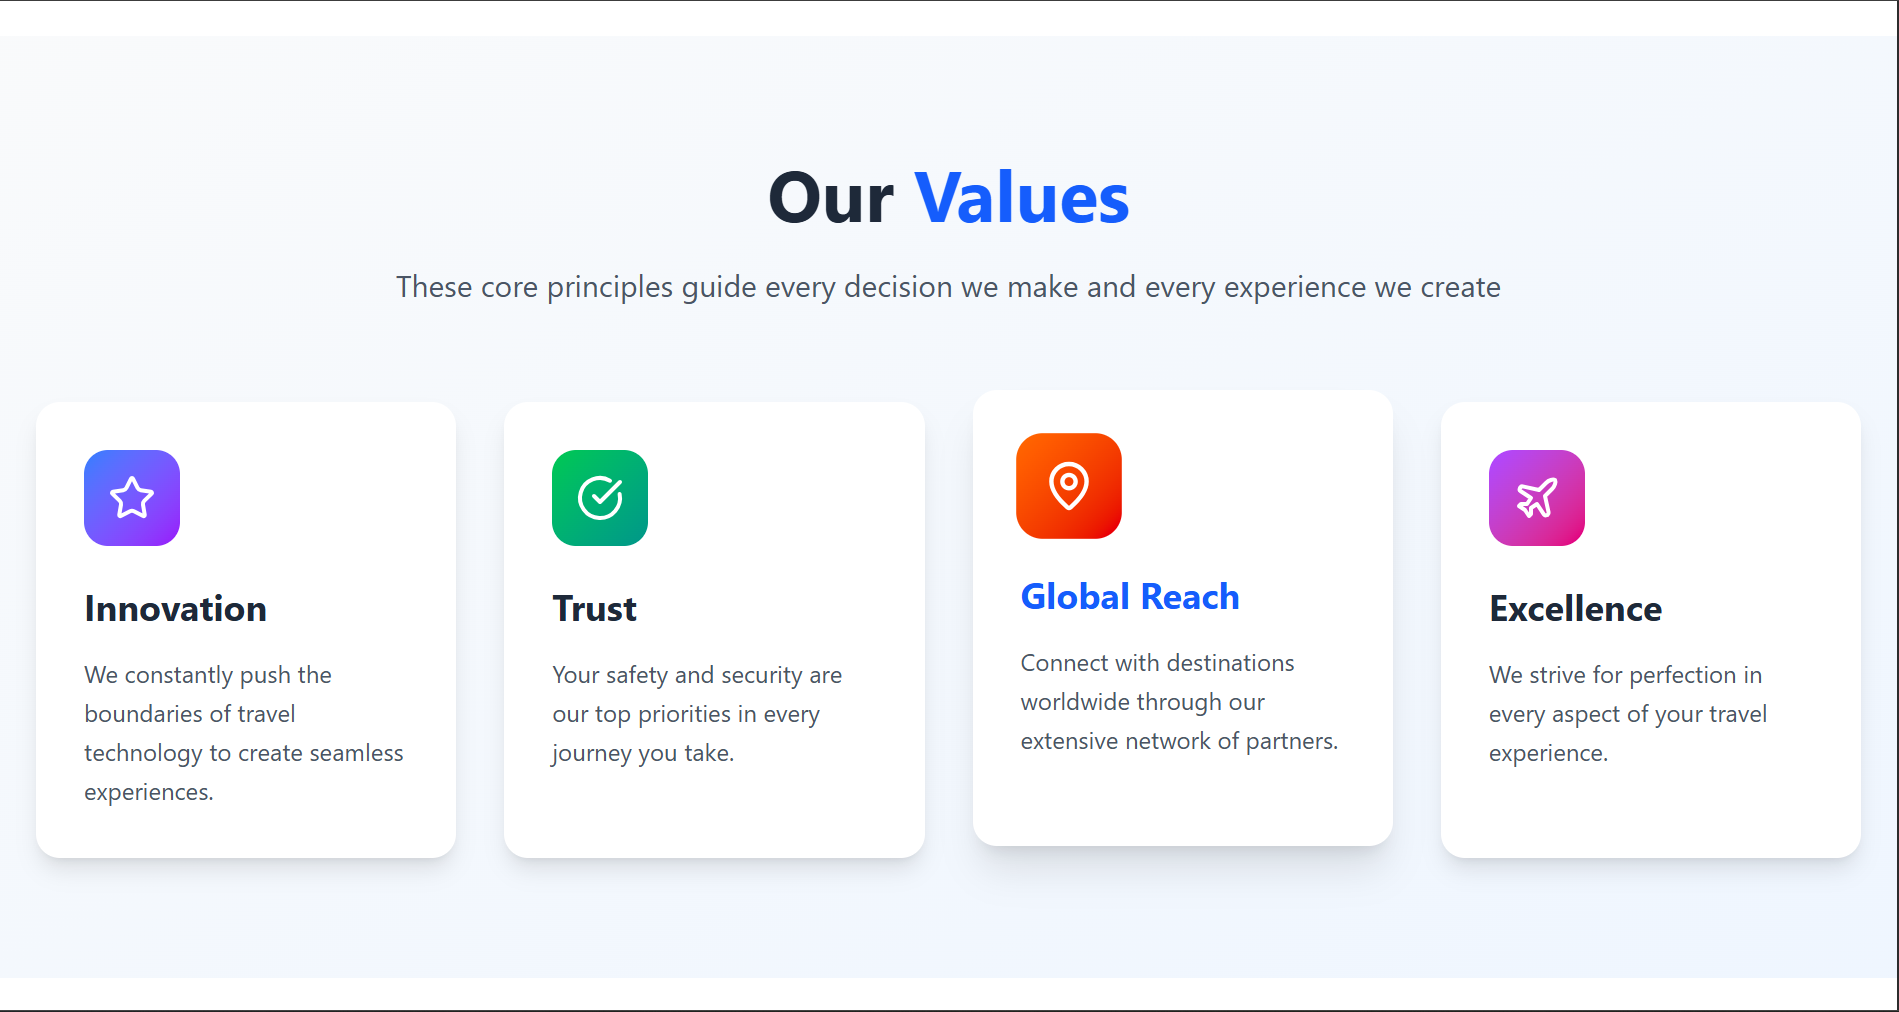 Our Values
These core principles guide every decision we make and every experience we create
Innovation
We constantly push the
boundaries of travel
technology to create seamless
experiences.
Trust
Your safety and security are
our top priorities in every
journey you take.
Global Reach
Connect with destinations
worldwide through our
extensive network of partners.
Excellence
We strive for perfection in
every aspect of your travel
experience.